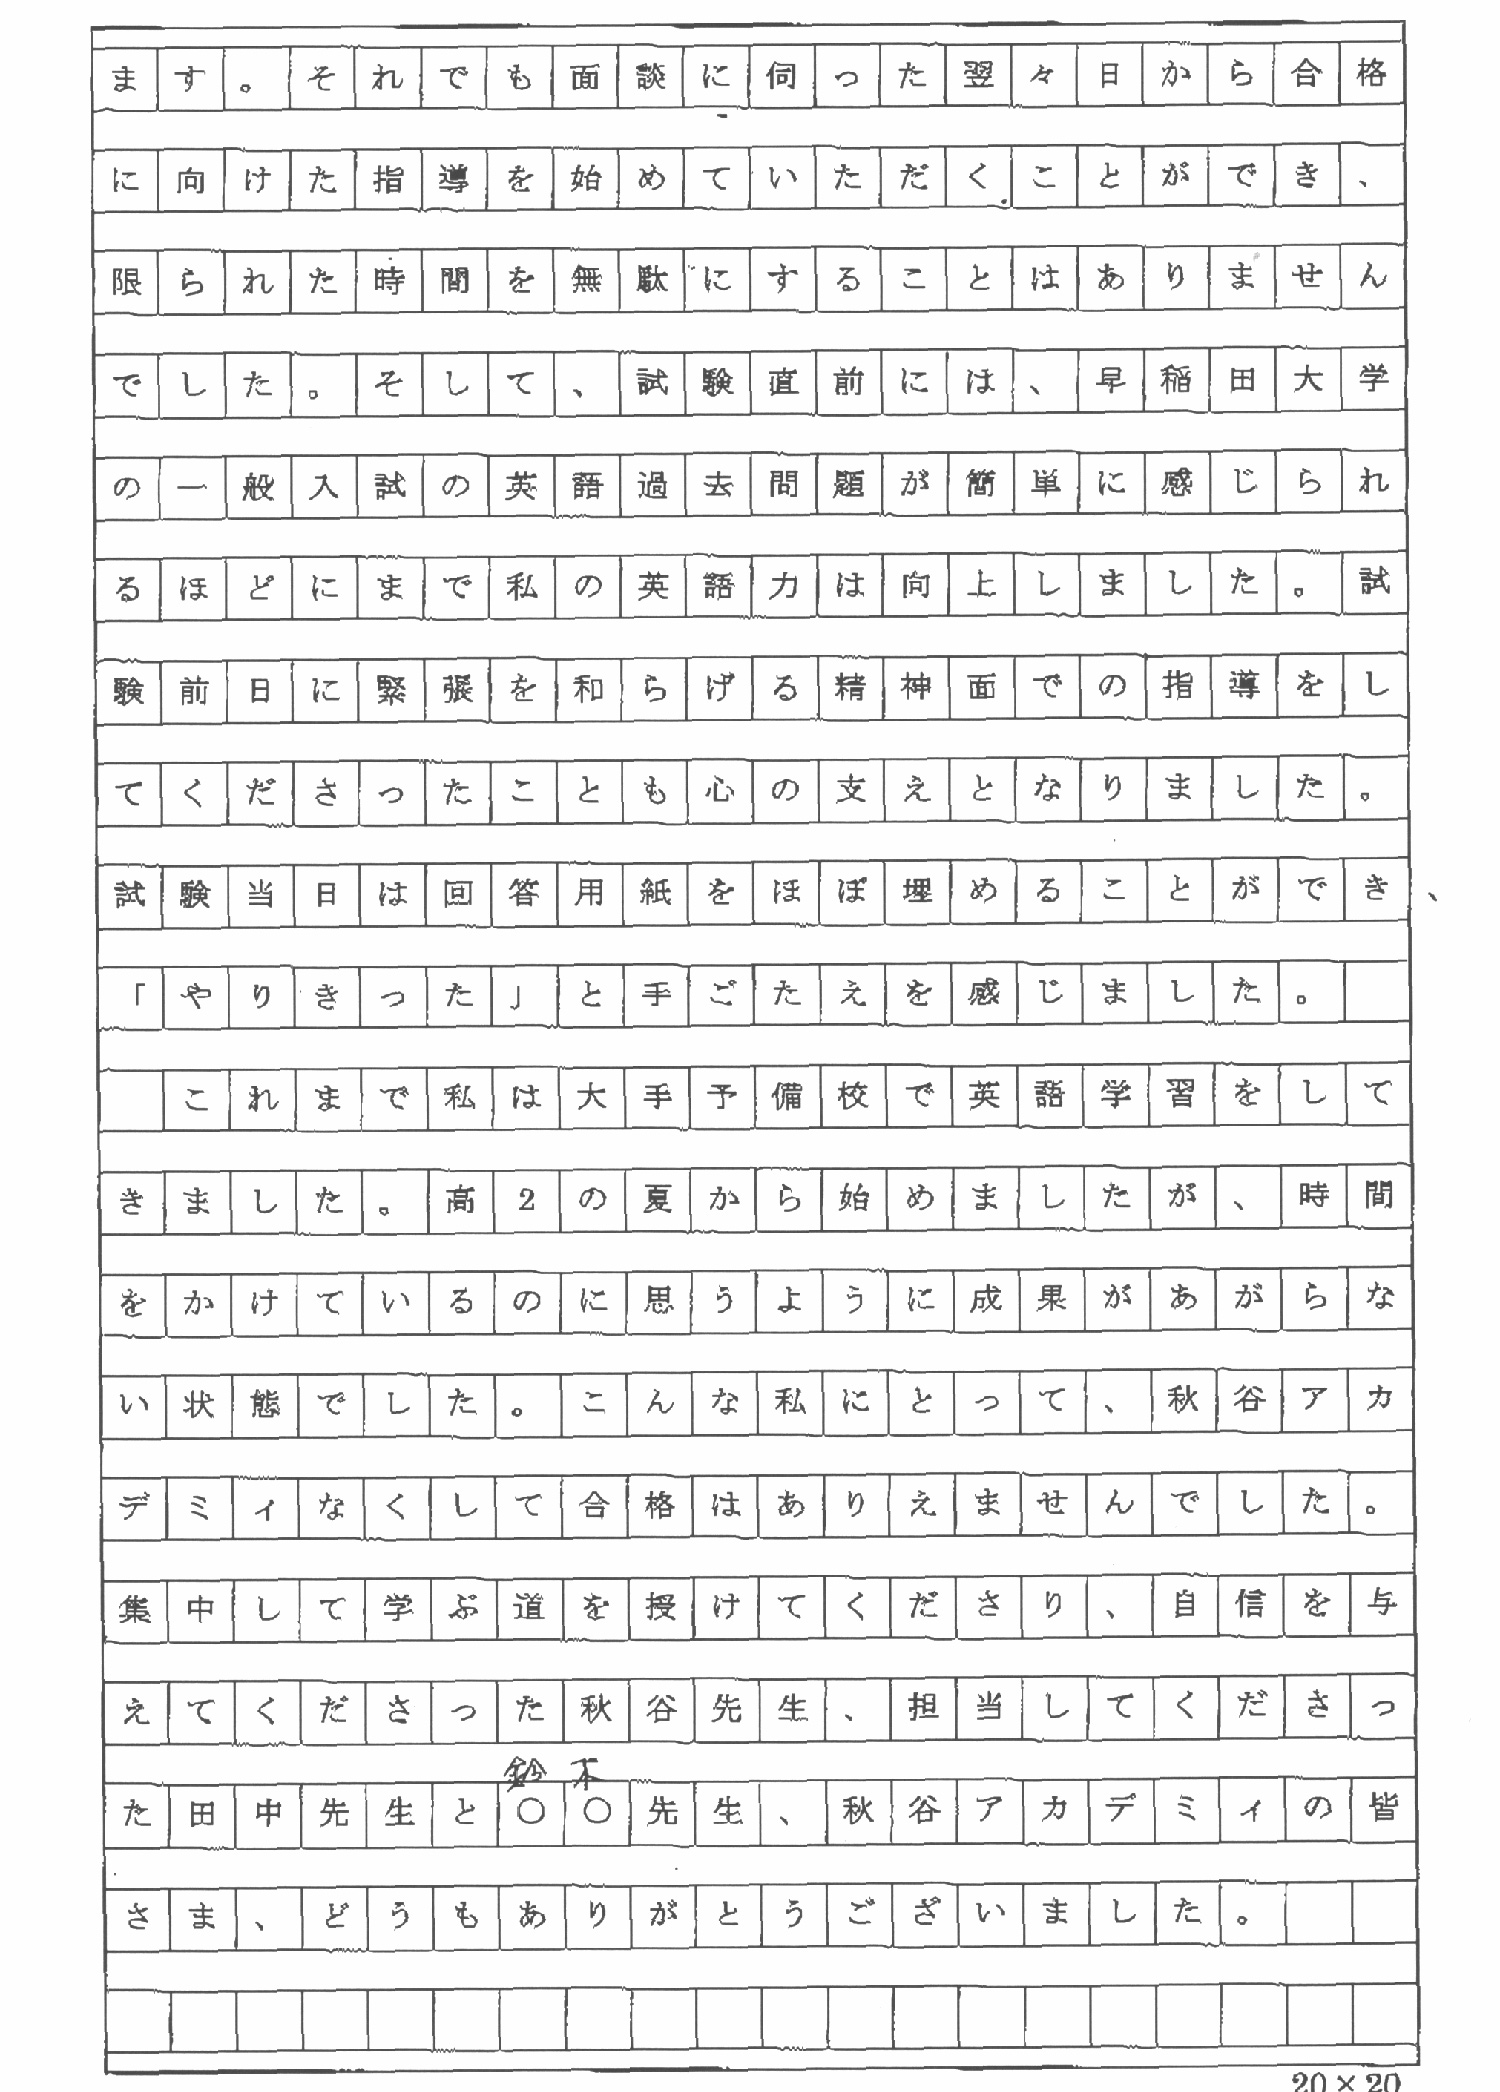 ます。それでも面談に伺った翌々日から合格
に向けた指導を始めていただくことができ、
限られた時間を無駄にすることはありません
でした。そして、試験直前には、早稲田大学
の一般入試の英語過去問題が簡単に感じられ
るほどにまで私の英語力は向上しました。試
験前日に緊張を和らげる精神面での指導をし
てくださったことも心の支えとなりました。
試験当日は回答用紙をほぼ埋めることができ、
「やりきった」と手ごたえを感じました。
これまで私は大手予備校で英語学習をして
きました。高2の夏から始めましたが、時間
をかけているのに思うように成果があがらな
い状態でした。こんな私にとって、秋谷アカ
デミィなくして合格はありえませんでした。
集中して学ぶ道を授けてくださり、自信を与
えてくださった秋谷先生、担当してくださっ
鈴木
た田中先生と〇〇先生、秋谷アカデミィの皆
さま、どうもありがとうございました。
20×20